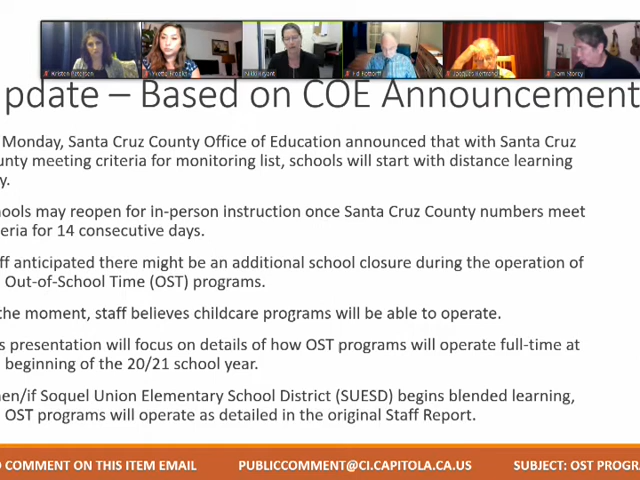 Kristen Petersen
Yvette Brooks
Nikki Bryant
Ed Bottorff
Jacques Bertrand
Sam Storey
pdate – Based on COE Announcement
Monday, Santa Cruz County Office of Education announced that with Santa Cruz
unty meeting criteria for monitoring list, schools will start with distance learning
y.
ools may reopen for in-person instruction once Santa Cruz County numbers meet
eria for 14 consecutive days.
ff anticipated there might be an additional school closure during the operation of
Out-of-School Time (OST) programs.
the moment, staff believes childcare programs will be able to operate.
s presentation will focus on details of how OST programs will operate full-time at
beginning of the 20/21 school year.
en/if Soquel Union Elementary School District (SUESD) begins blended learning,
OST programs will operate as detailed in the original Staff Report.
O COMMENT ON THIS ITEM EMAIL PUBLICCOMMENT@CI.CAPITOLA.CA.US SUBJECT: OST PROGRA